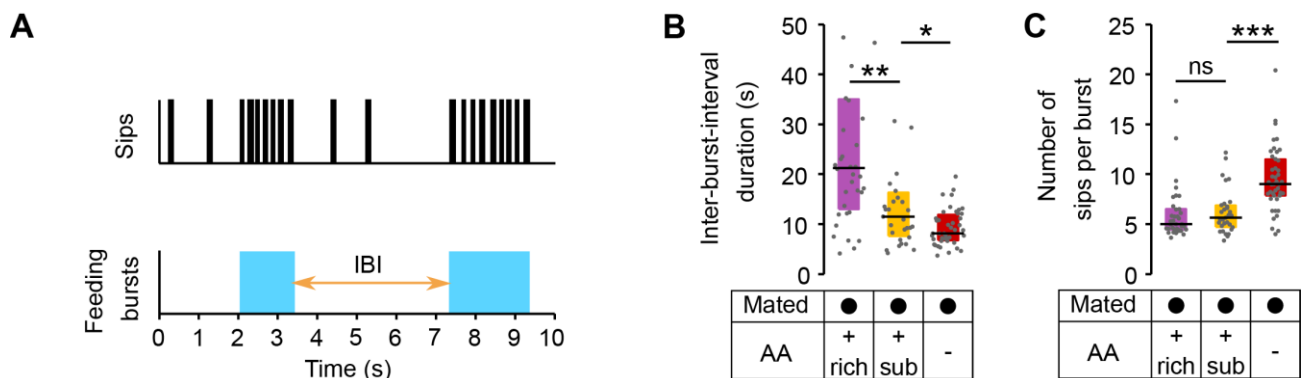 A
Sips
Feeding
bursts
IBI
0 1 2 3 4 5 6 7 8 9 10
Time (s)
B
Inter-burst-interval
duration (s)
50
40
30
20
10
0
**
*
Mated ● ● ●
AA + + -
rich sub
C
Number of
sips per burst
25
20
15
10
5
0
ns
***
Mated ● ● ●
AA + + -
rich sub